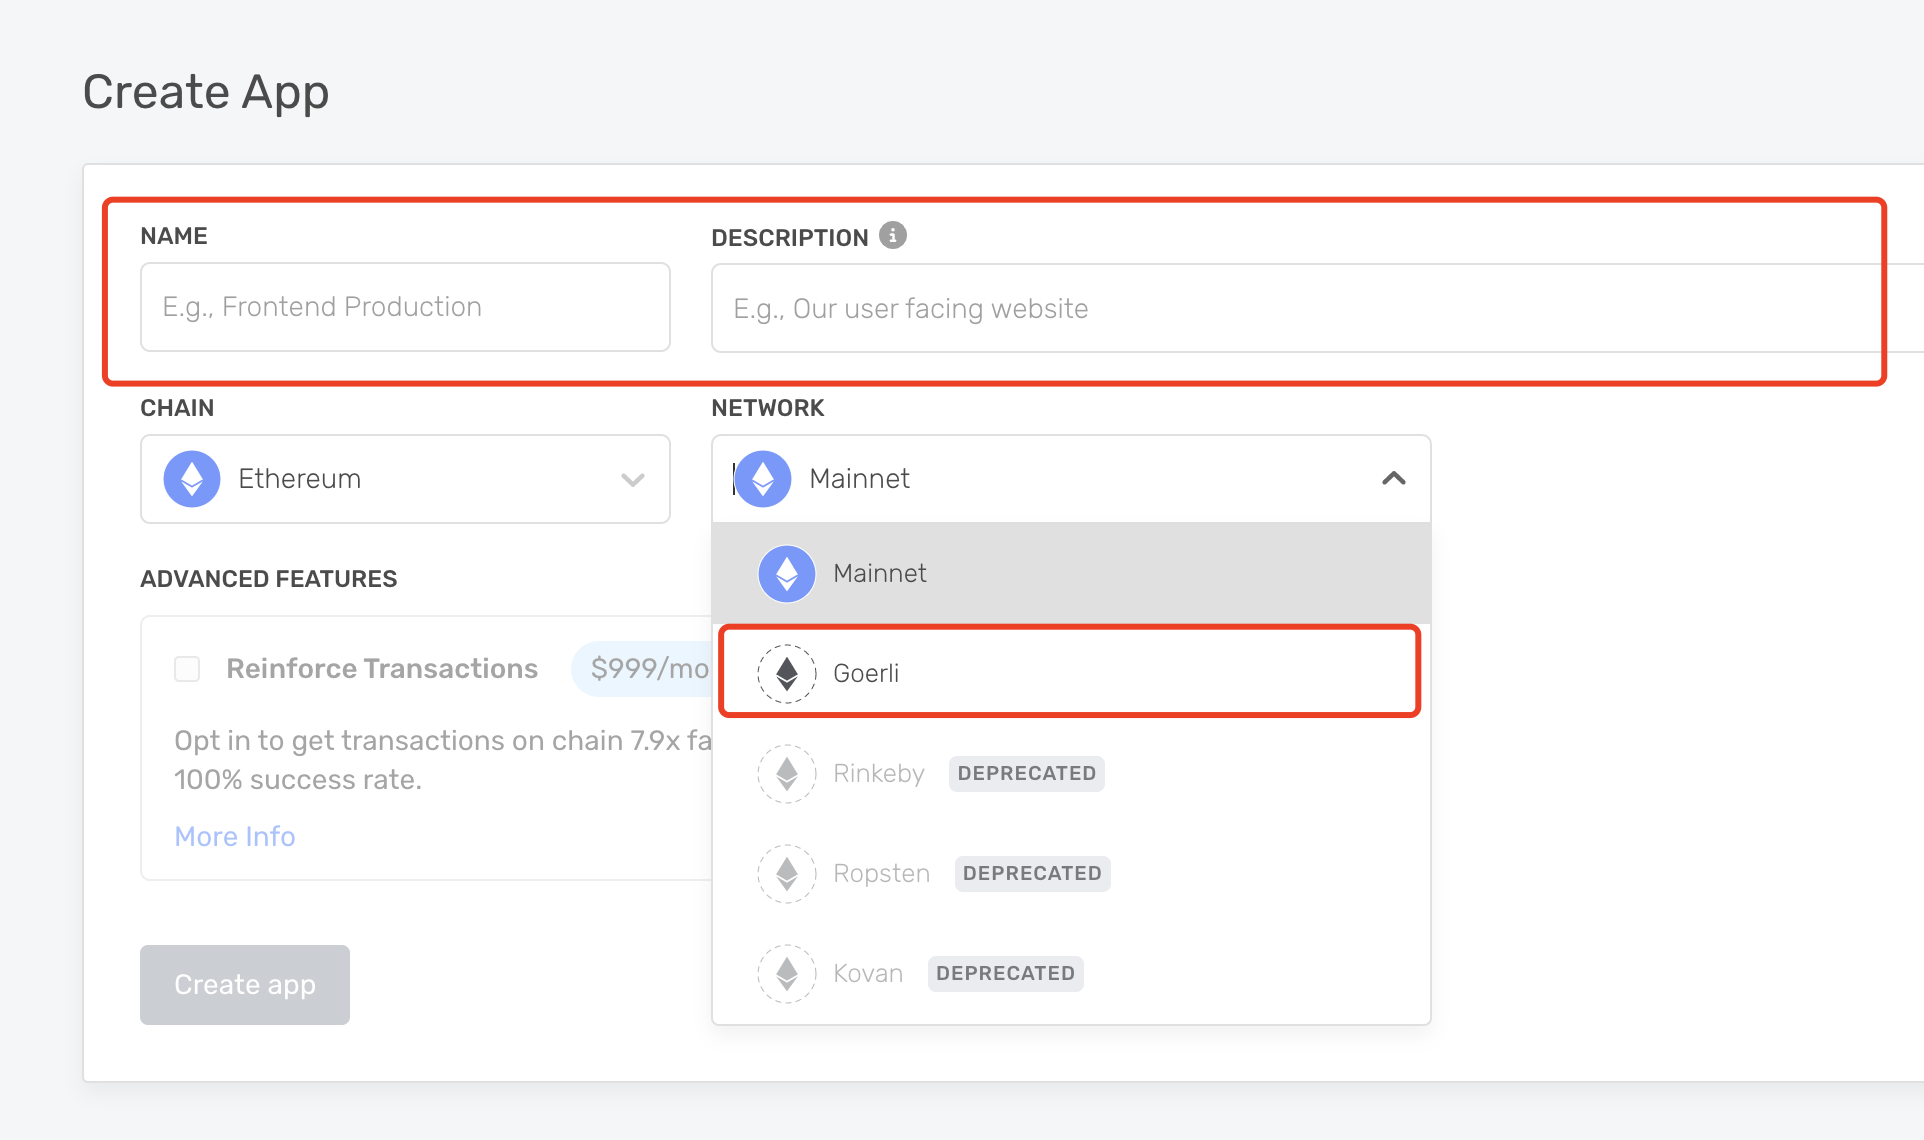 Create App
NAME
DESCRIPTION
E.g., Frontend Production
E.g., Our user facing website
CHAIN
NETWORK
Ethereum
Mainnet
Mainnet
ADVANCED FEATURES
Reinforce Transactions $999/mo
Goerli
Opt in to get transactions on chain 7.9x fa
100% success rate.
More Info
Rinkeby DEPRECATED
Ropsten DEPRECATED
Kovan DEPRECATED
Create app